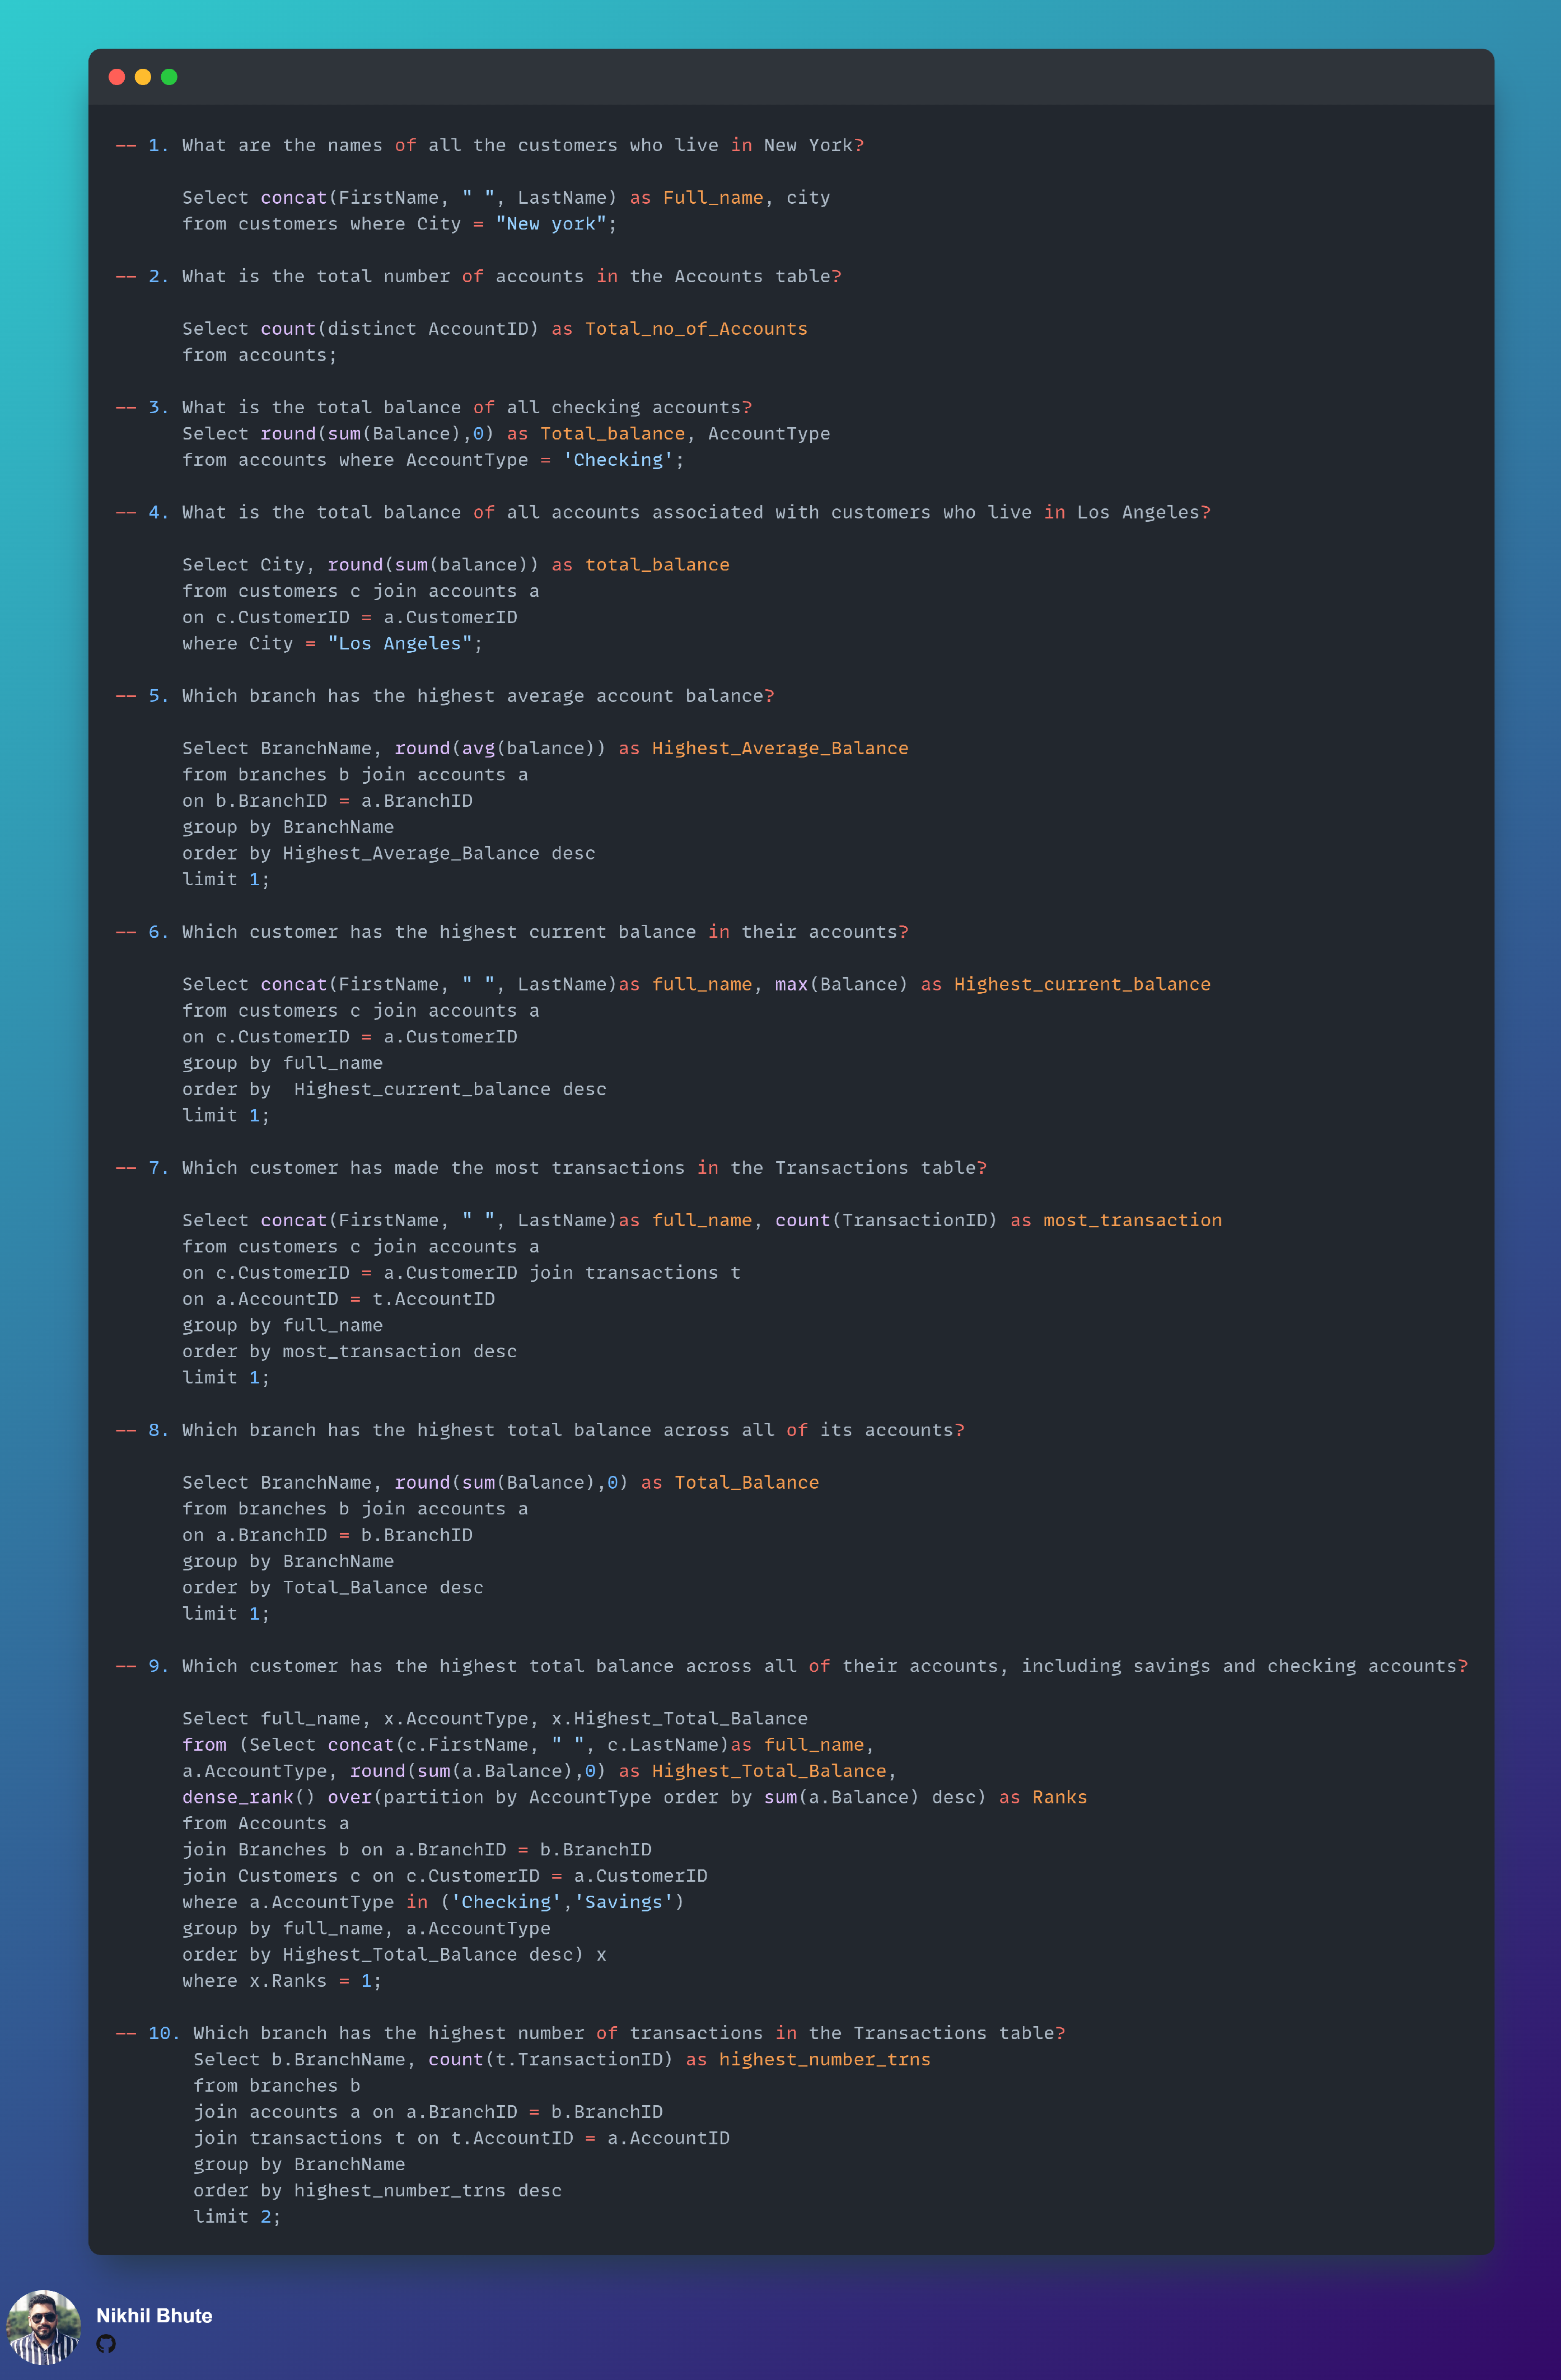 -- 1. What are the names of all the customers who live in New York?
Select concat(FirstName, " ", LastName) as Full_name, city
from customers where City = "New york";
-- 2. What is the total number of accounts in the Accounts table?
Select count(distinct AccountID) as Total_no_of_Accounts
from accounts;
-- 3. What is the total balance of all checking accounts?
Select round(sum(Balance),0) as Total_balance, AccountType
from accounts where AccountType = 'Checking';
-- 4. What is the total balance of all accounts associated with customers who live in Los Angeles?
Select City, round(sum(balance)) as total_balance
from customers c join accounts a
on c.CustomerID = a.CustomerID
where City = "Los Angeles";
-- 5. Which branch has the highest average account balance?
Select BranchName, round(avg(balance)) as Highest_Average_Balance
from branches b join accounts a
on b.BranchID = a.BranchID
group by BranchName
order by Highest_Average_Balance desc
limit 1;
-- 6. Which customer has the highest current balance in their accounts?
Select concat(FirstName, " ", LastName)as full_name, max(Balance) as Highest_current_balance
from customers c join accounts a
on c.CustomerID = a.CustomerID
group by full_name
order by  Highest_current_balance desc
limit 1;
-- 7. Which customer has made the most transactions in the Transactions table?
Select concat(FirstName, " ", LastName)as full_name, count(TransactionID) as most_transaction
from customers c join accounts a
on c.CustomerID = a.CustomerID join transactions t
on a.AccountID = t.AccountID
group by full_name
order by most_transaction desc
limit 1;
-- 8. Which branch has the highest total balance across all of its accounts?
Select BranchName, round(sum(Balance),0) as Total_Balance
from branches b join accounts a
on a.BranchID = b.BranchID
group by BranchName
order by Total_Balance desc
limit 1;
-- 9. Which customer has the highest total balance across all of their accounts, including savings and checking accounts?
Select full_name, x.AccountType, x.Highest_Total_Balance
from (Select concat(c.FirstName, " ", c.LastName)as full_name,
a.AccountType, round(sum(a.Balance),0) as Highest_Total_Balance,
dense_rank() over(partition by AccountType order by sum(a.Balance) desc) as Ranks
from Accounts a
join Branches b on a.BranchID = b.BranchID
join Customers c on c.CustomerID = a.CustomerID
where a.AccountType in ('Checking','Savings')
group by full_name, a.AccountType
order by Highest_Total_Balance desc) x
where x.Ranks = 1;
-- 10. Which branch has the highest number of transactions in the Transactions table?
Select b.BranchName, count(t.TransactionID) as highest_number_trns
from branches b
join accounts a on a.BranchID = b.BranchID
join transactions t on t.AccountID = a.AccountID
group by BranchName
order by highest_number_trns desc
limit 2;
Nikhil Bhute